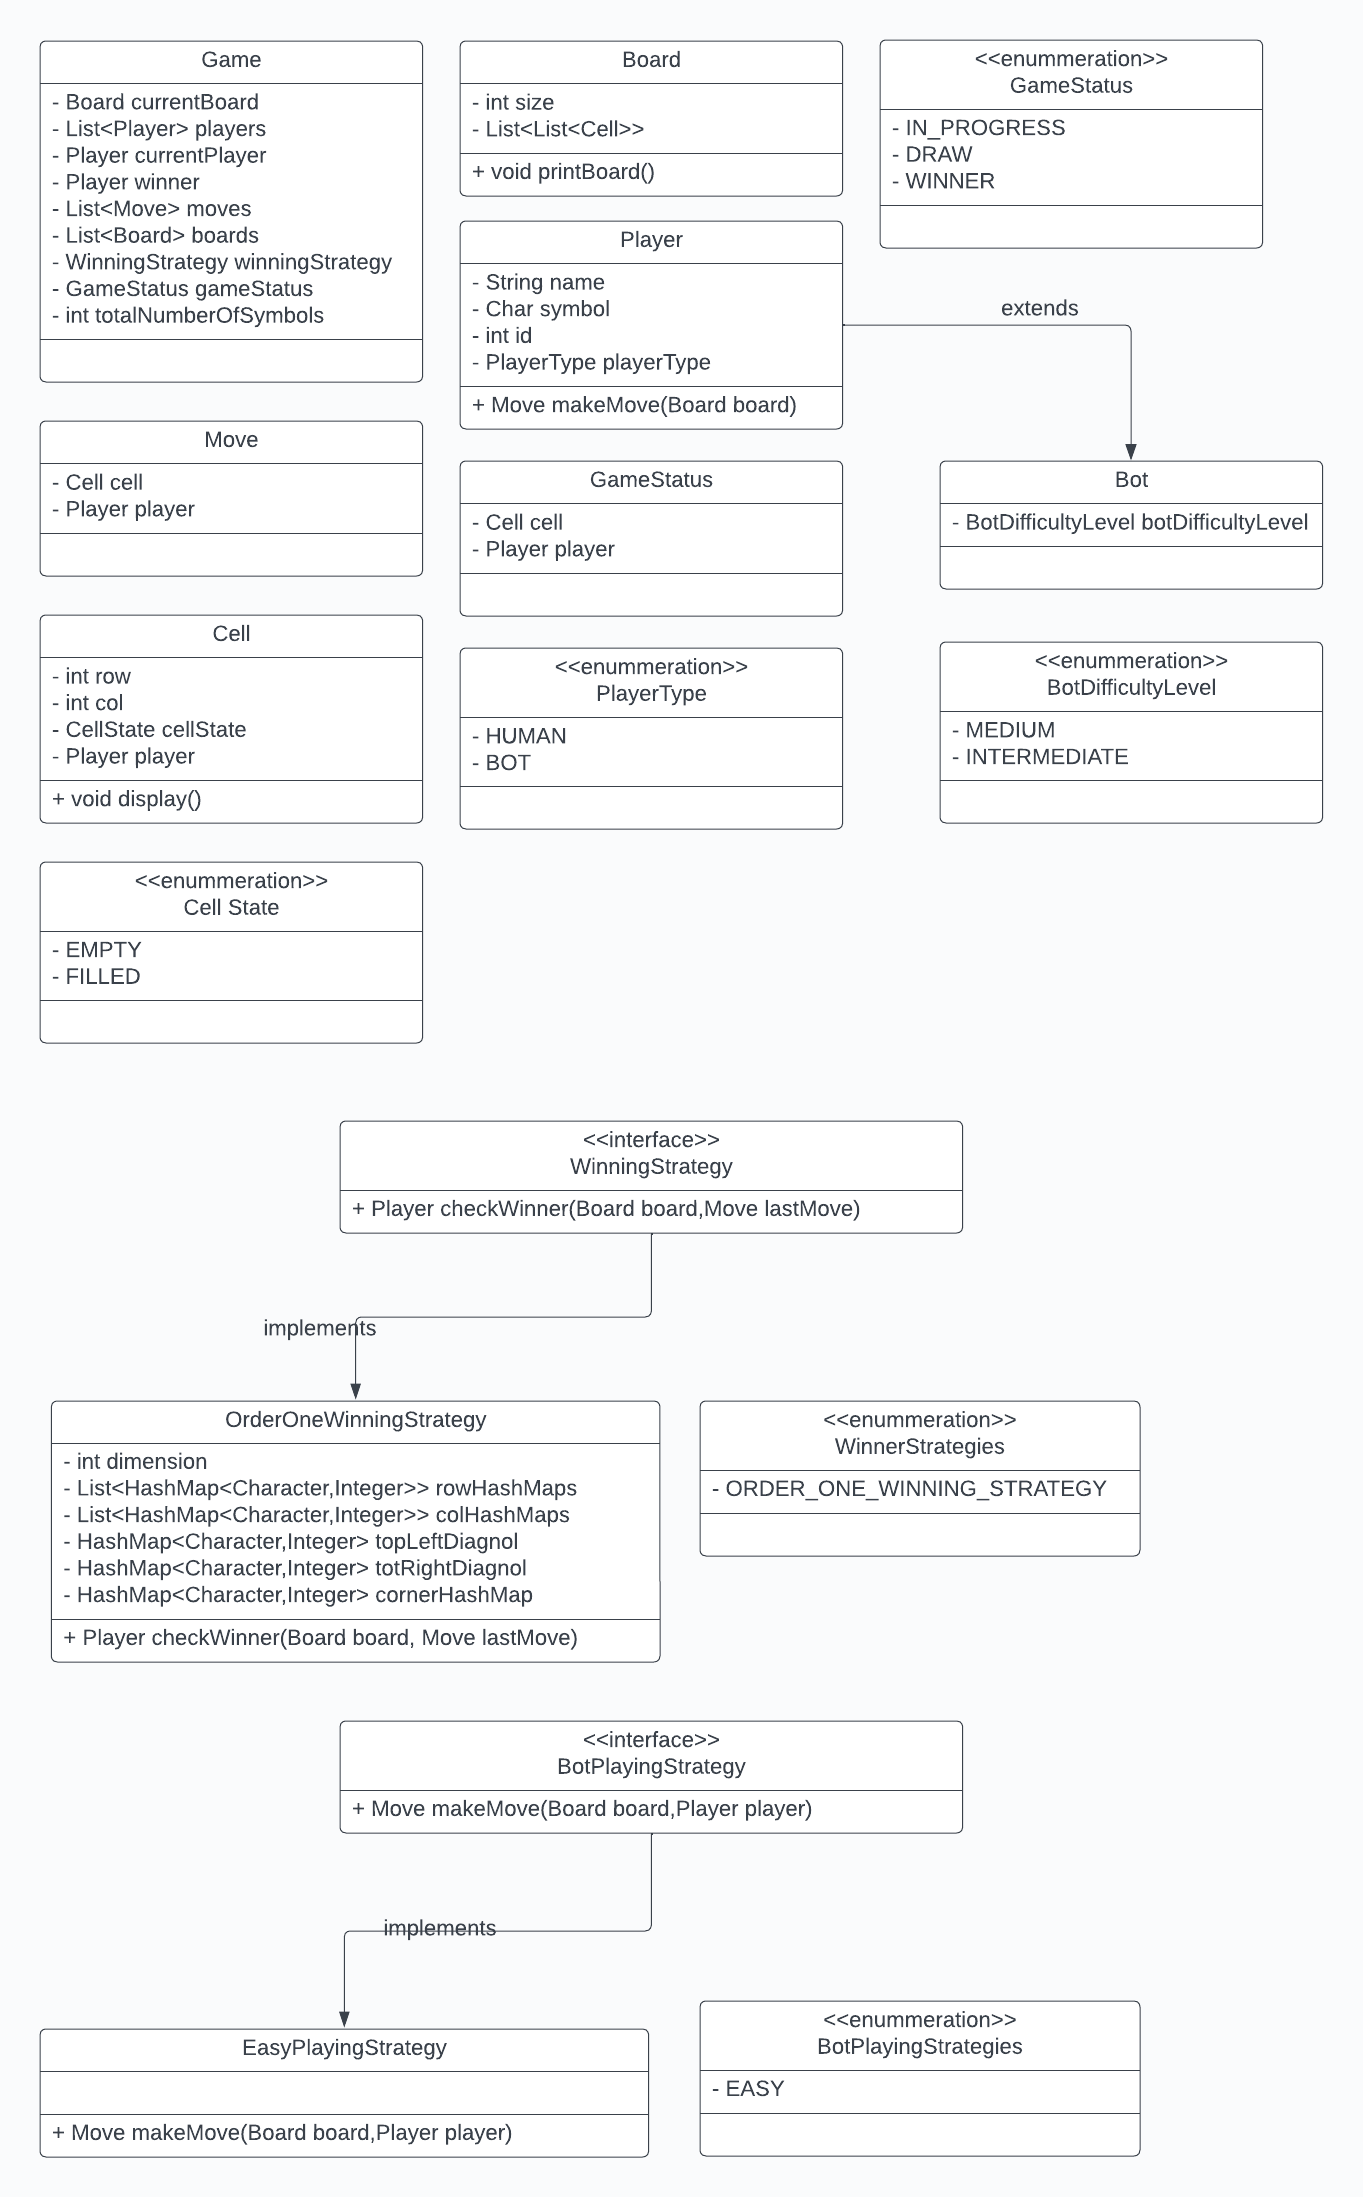 Game
- Board currentBoard
- List<Player> players
- Player currentPlayer
- Player winner
- List<Move> moves
- List<Board> boards
- WinningStrategy winningStrategy
- GameStatus gameStatus
- int totalNumberOfSymbols
Board
- int size
- List<List<Cell>>
+ void printBoard()
<<enummeration>>
GameStatus
- IN_PROGRESS
- DRAW
- WINNER
Player
- String name
- Char symbol
- int id
- PlayerType playerType
+ Move makeMove(Board board)
extends
Move
- Cell cell
- Player player
GameStatus
- Cell cell
- Player player
Bot
- BotDifficultyLevel botDifficultyLevel
Cell
- int row
- int col
- CellState cellState
- Player player
+ void display()
<<enummeration>>
PlayerType
- HUMAN
- BOT
<<enummeration>>
BotDifficultyLevel
- MEDIUM
- INTERMEDIATE
<<enummeration>>
Cell State
- EMPTY
- FILLED
<<interface>>
WinningStrategy
+ Player checkWinner(Board board,Move lastMove)
implements
OrderOneWinningStrategy
- int dimension
- List<HashMap<Character,Integer>> rowHashMaps
- List<HashMap<Character,Integer>> colHashMaps
- HashMap<Character,Integer> topLeftDiagnol
- HashMap<Character,Integer> totRightDiagnol
- HashMap<Character,Integer> cornerHashMap
+ Player checkWinner(Board board, Move lastMove)
<<enummeration>>
WinnerStrategies
- ORDER_ONE_WINNING_STRATEGY
<<interface>>
BotPlayingStrategy
+ Move makeMove(Board board,Player player)
implements
EasyPlayingStrategy
+ Move makeMove(Board board,Player player)
<<enummeration>>
BotPlayingStrategies
- EASY